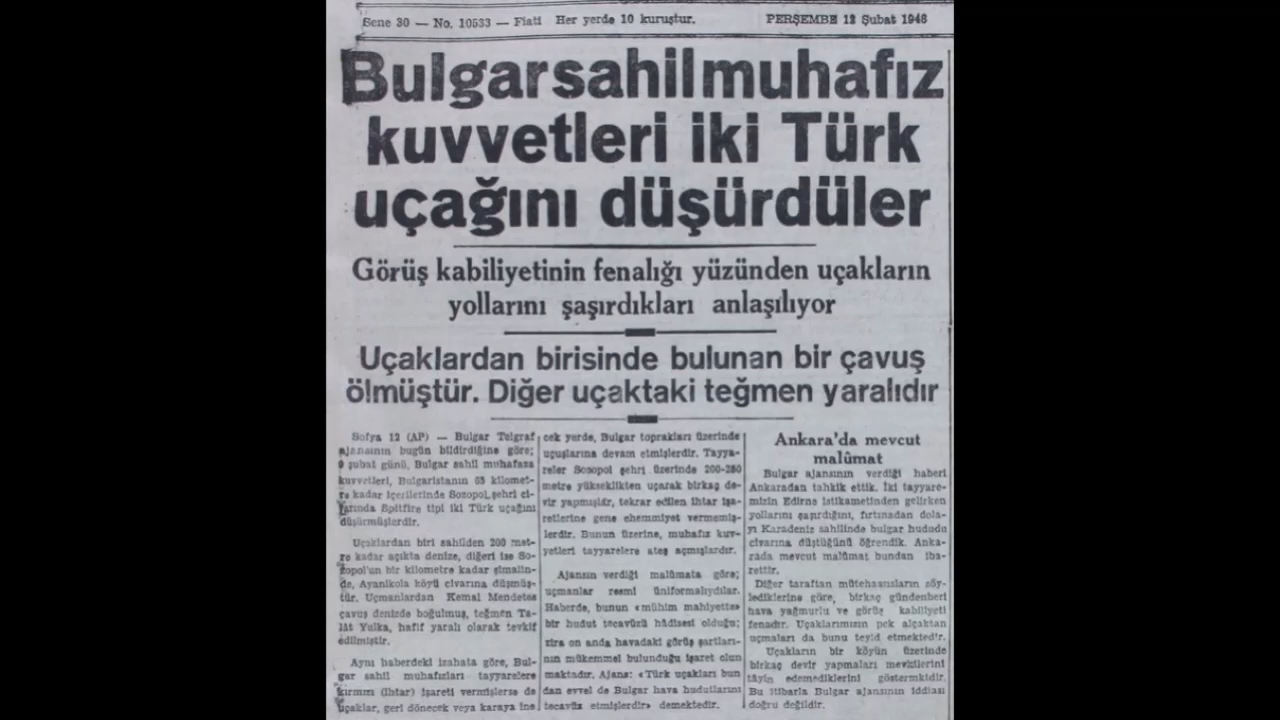 Sene 30 — No. 10533 — Fiati Her yerde 10 kuruştur. PERŞEMBE 12 Şubat 1948
Bulgar sahil muhafız
kuvvetleri iki Türk
uçağını düşürdüler
Görüş kabiliyetinin fenalığı yüzünden uçakların
yollarını şaşırdıkları anlaşılıyor
Uçaklardan birisinde bulunan bir çavuş
ölmüştür. Diğer uçaktaki teğmen yaralıdır
Sofya 12 (AP) — Bulgar Telgraf
ajansının bugün bildirdiğine göre;
9 şubat günü, Bulgar sahil muhafaza
kuvvetleri, Bulgaristanın 65 kilomet-
re kadar içerilerinde Sozopol şehri ci-
varında Spitfire tipi iki Türk uçağını
düşürmüşlerdir.
Uçaklardan biri sahilden 200 met-
re kadar açıkta denize, diğeri ise So-
zopol'un bir kilometre kadar şimalin-
de, Ayanikola köyü civarına düşmüş-
tür. Uçmanlardan Kemal Mendetes
çavuş denizde boğulmuş, teğmen Ta-
lât Yulka, hafif yaralı olarak tevkif
edilmiştir.
Aynı haberdeki izahata göre, Bul-
gar sahil muhafızları tayyarelere
kırmızı (ihtar) işareti vermişlerse de
uçaklar, geri dönecek veya karaya ine
cek yerde, Bulgar toprakları üzerinde
uçuşlarına devam etmişlerdir. Tayya-
reler Sozopol şehri üzerinde 200-250
metre yükseklikten uçarak birkaç de-
vir yapmışlar, tekrar edilen ihtar işa-
retlerine gene ehemmiyet vermemiş-
lerdir. Bunun üzerine, muhafız kuv-
vetleri tayyarelere ateş açmışlardır.
Ajansın verdiği malûmata göre;
uçmanlar resmi üniformalıydılar.
Haberde, bunun «mühim mahiyette»
bir hudut tecavüzü hâdisesi olduğu;
zira on anda havadaki görüş şartları-
nın mükemmel bulunduğu işaret olun
maktadır. Ajans: «Türk uçakları bun
dan evvel de Bulgar hava hudutlarını
tecavüz etmişlerdir» demektedir.
Ankara'da mevcut
malûmat
Bulgar ajansının verdiği haberi
Ankaradan tahkik ettik. İki tayyare-
mizin Edirne istikametinden gelirken
yollarını şaşırdığını, fırtınadan dola-
yı Karadeniz sahilinde bulgar hududu
civarına düştüğünü öğrendik. Anka-
rada mevcut malûmat bundan iba-
rettir.
Diğer taraftan mütehassısların söy-
lediklerine göre, birkaç gündenberi
hava yağmurlu ve görüş kabiliyeti
fenadır. Uçaklarımızın pek alçaktan
uçmaları da bunu teyid etmektedir.
Uçakların bir köyün üzerinde
birkaç devir yapmaları mevkilerini
tâyin edemediklerini göstermkidir.
Bu itibarla Bulgar ajansının iddiası
doğru değildir.